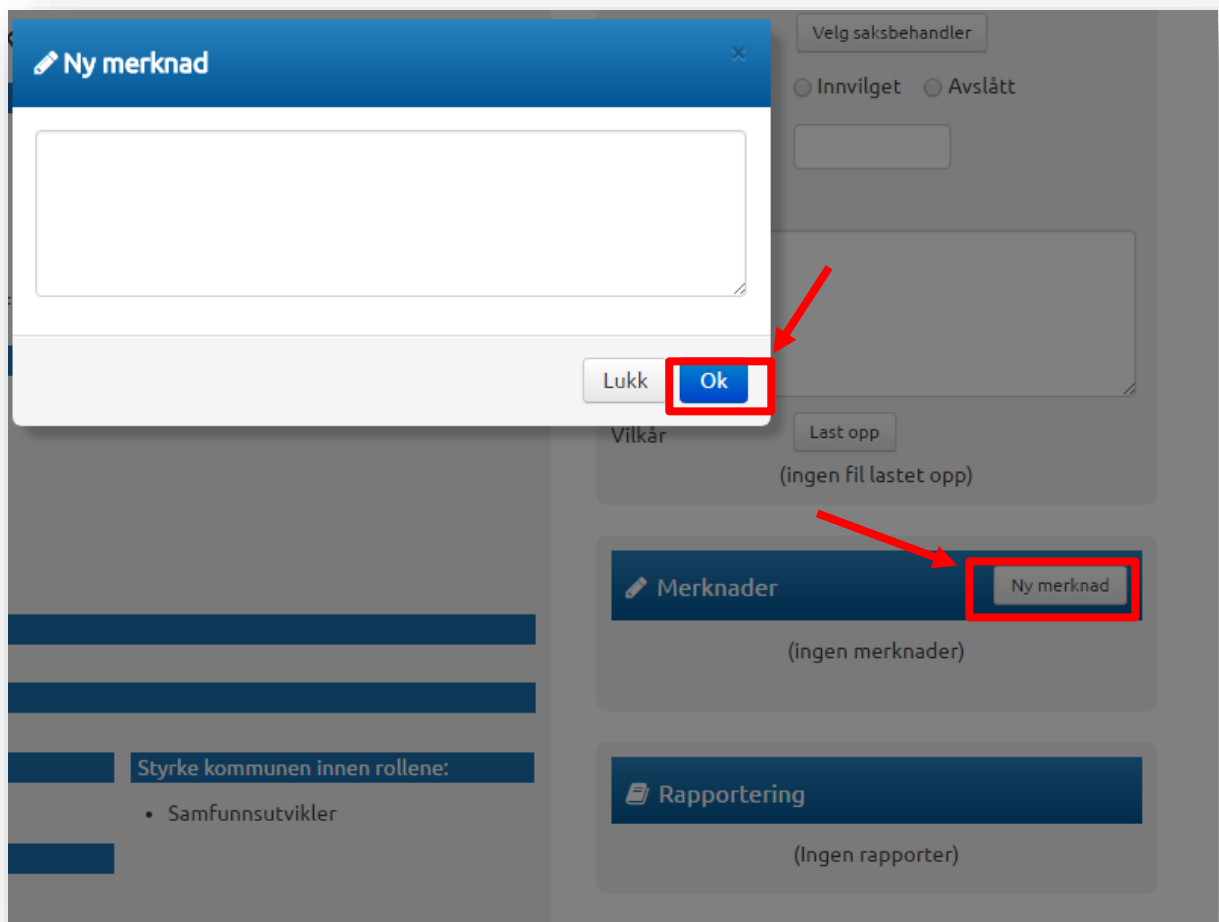 Ny merknad
×
Lukk
Ok
Velg saksbehandler
Innvilget Avslått
Vilkår
Last opp
(ingen fil lastet opp)
Merknader
Ny merknad
(ingen merknader)
Styrke kommunen innen rollene:
• Samfunnsutvikler
Rapportering
(Ingen rapporter)